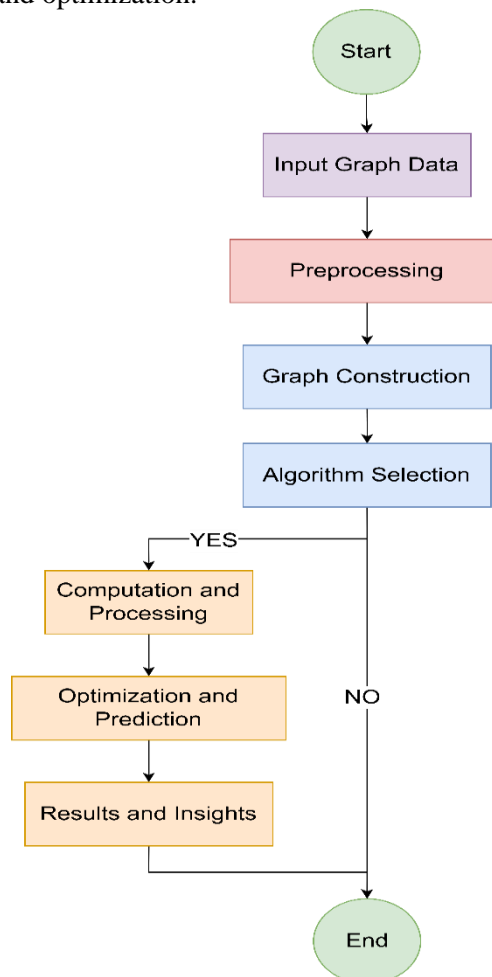 and optimization.
Start
Input Graph Data
Preprocessing
Graph Construction
Algorithm Selection
YES
Computation and
Processing
Optimization and
Prediction
NO
Results and Insights
End